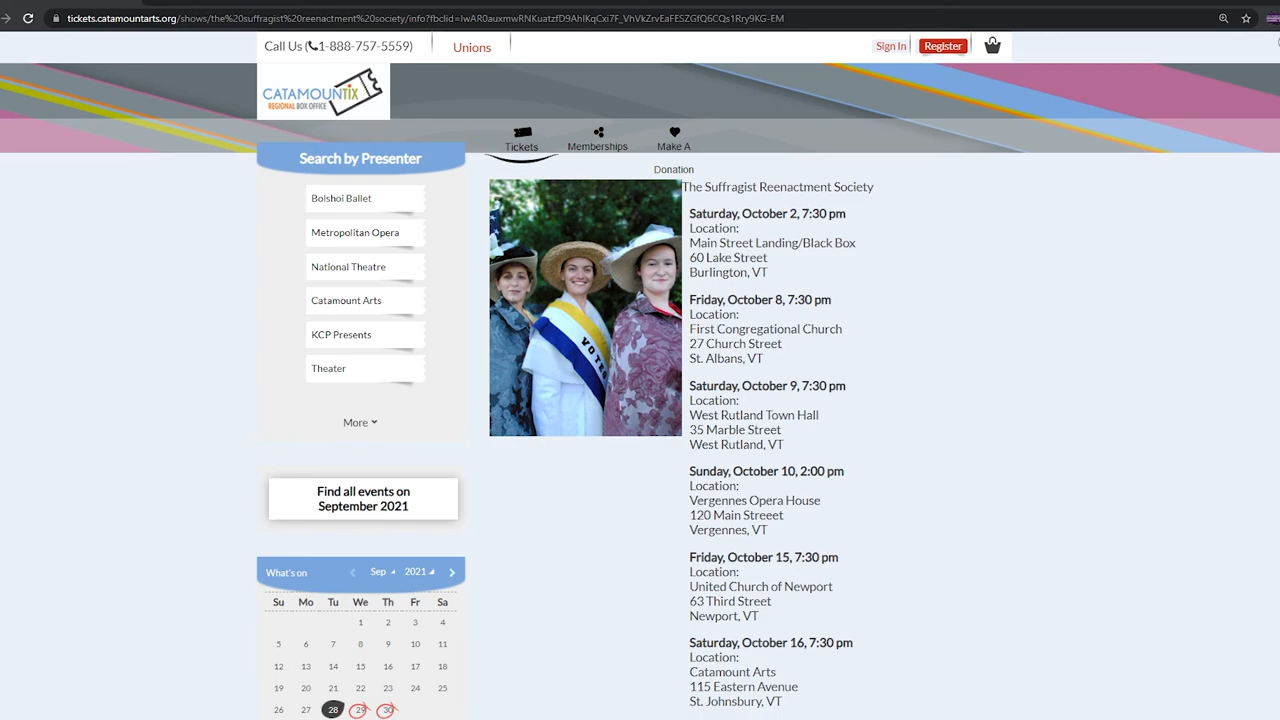 tickets.catamountarts.org/shows/the%20suffragist%20reenactment%20society/info?fbclid=IwAR0auxmwRNKuatzfD9AhlKqCxi7F_VhVkZrvEaFESZGfQ6CQs1Rry9KG-EM
Call Us (1-888-757-5559)
Unions
Sign In
Register
CATAMOUNTIX
REGIONAL BOX OFFICE
Tickets
Memberships
Make A
Donation
Search by Presenter
Bolshoi Ballet
Metropolitan Opera
National Theatre
Catamount Arts
KCP Presents
Theater
More
Find all events on
September 2021
What's on
Sep
2021
Su Mo Tu We Th Fr Sa
1 2 3 4
5 6 7 8 9 10 11
12 13 14 15 16 17 18
19 20 21 22 23 24 25
26 27 28 29 30
VOTE
The Suffragist Reenactment Society
Saturday, October 2, 7:30 pm
Location:
Main Street Landing/Black Box
60 Lake Street
Burlington, VT
Friday, October 8, 7:30 pm
Location:
First Congregational Church
27 Church Street
St. Albans, VT
Saturday, October 9, 7:30 pm
Location:
West Rutland Town Hall
35 Marble Street
West Rutland, VT
Sunday, October 10, 2:00 pm
Location:
Vergennes Opera House
120 Main Streeet
Vergennes, VT
Friday, October 15, 7:30 pm
Location:
United Church of Newport
63 Third Street
Newport, VT
Saturday, October 16, 7:30 pm
Location:
Catamount Arts
115 Eastern Avenue
St. Johnsbury, VT